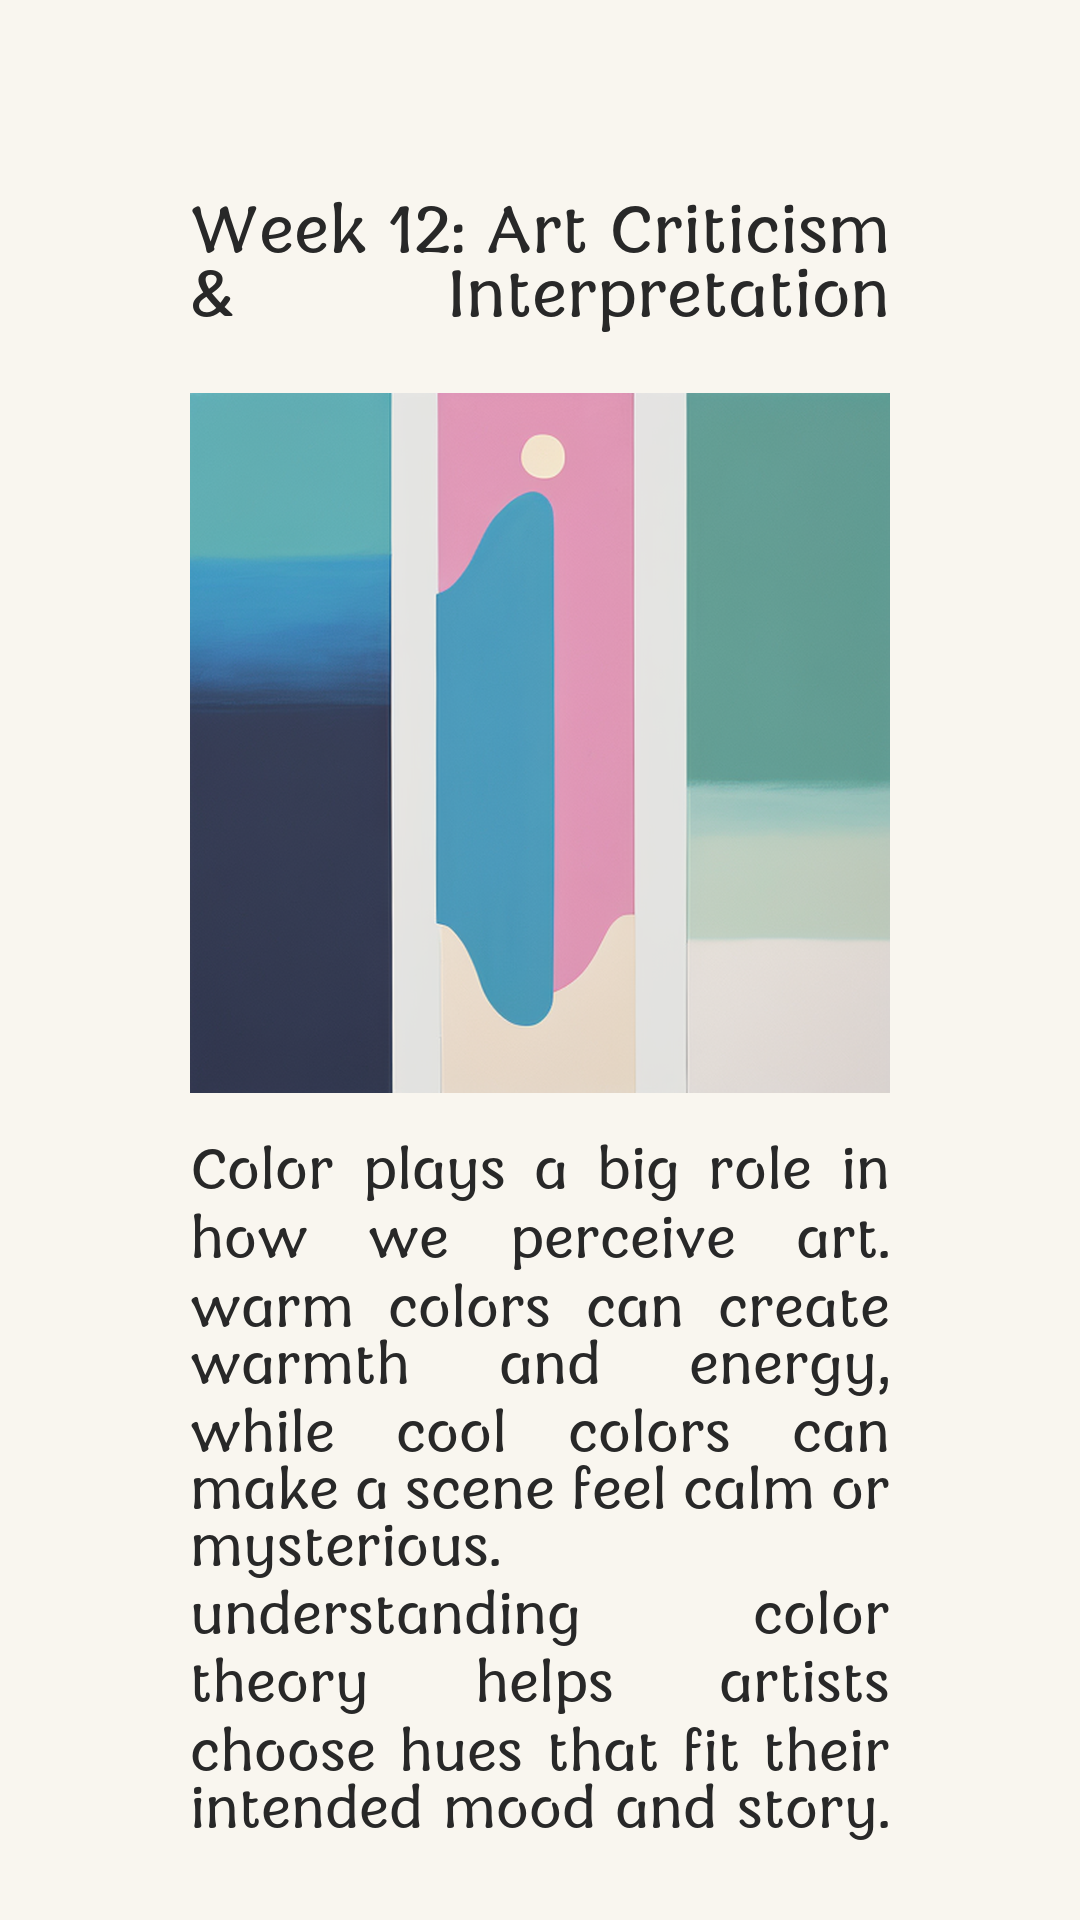 Week 12: Art Criticism
& Interpretation
Color plays a big role in
how we perceive art.
warm colors can create
warmth and energy,
while cool colors can
make a scene feel calm or
mysterious.
understanding color
theory helps artists
choose hues that fit their
intended mood and story.